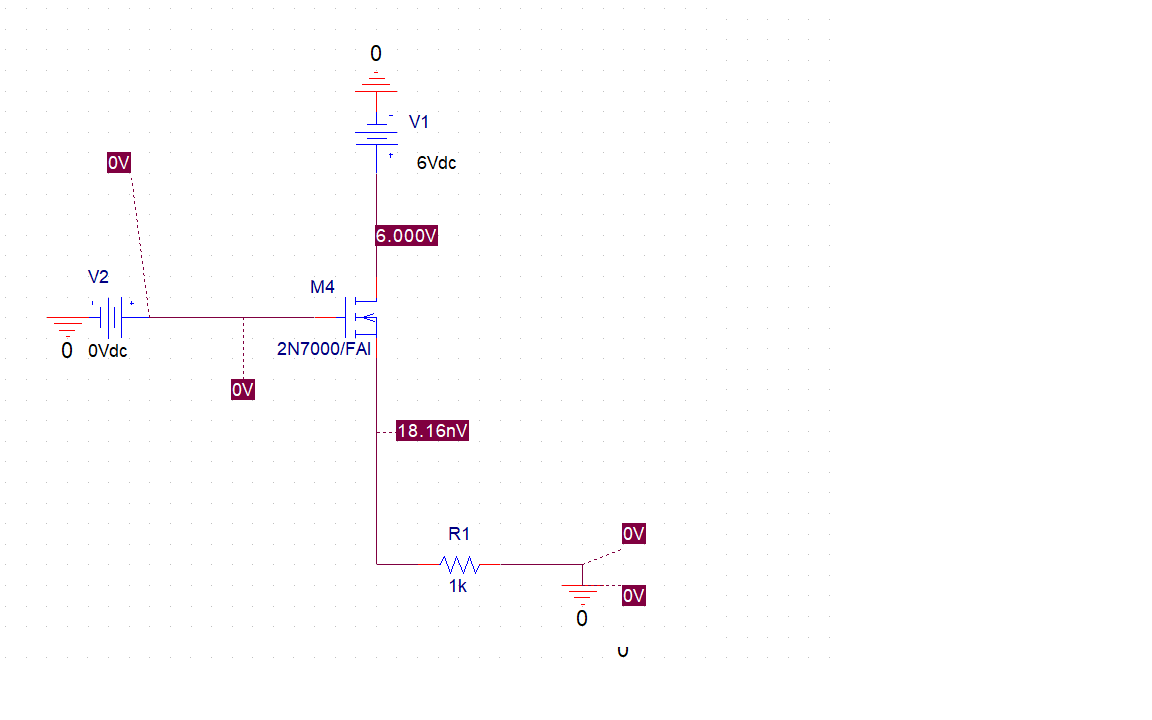 0
V1
6Vdc
0V
6.000V
V2
M4
0
0Vdc
2N7000/FAI
0V
18.16nV
R1
0V
1k
0V
0